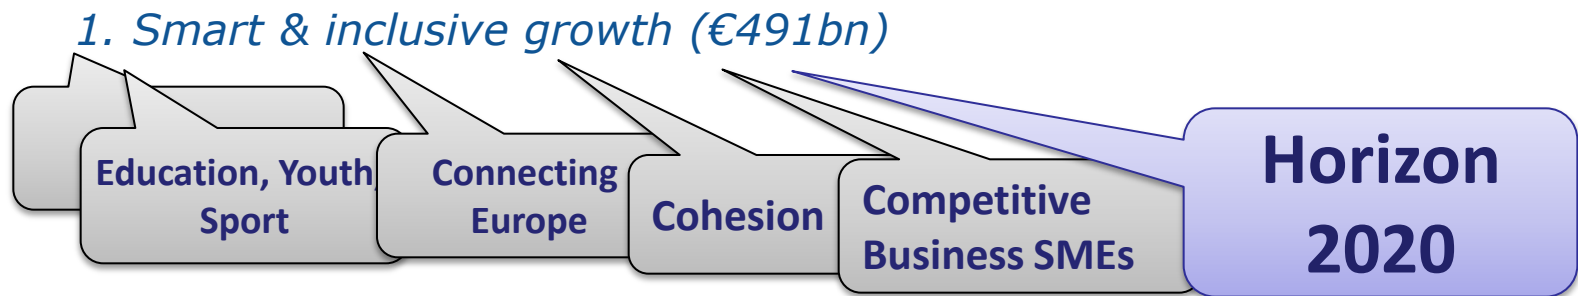 1. Smart & inclusive growth (€491bn)
Education, Youth,
Sport
Connecting
Europe
Cohesion
Competitive
Business SMEs
Horizon
2020